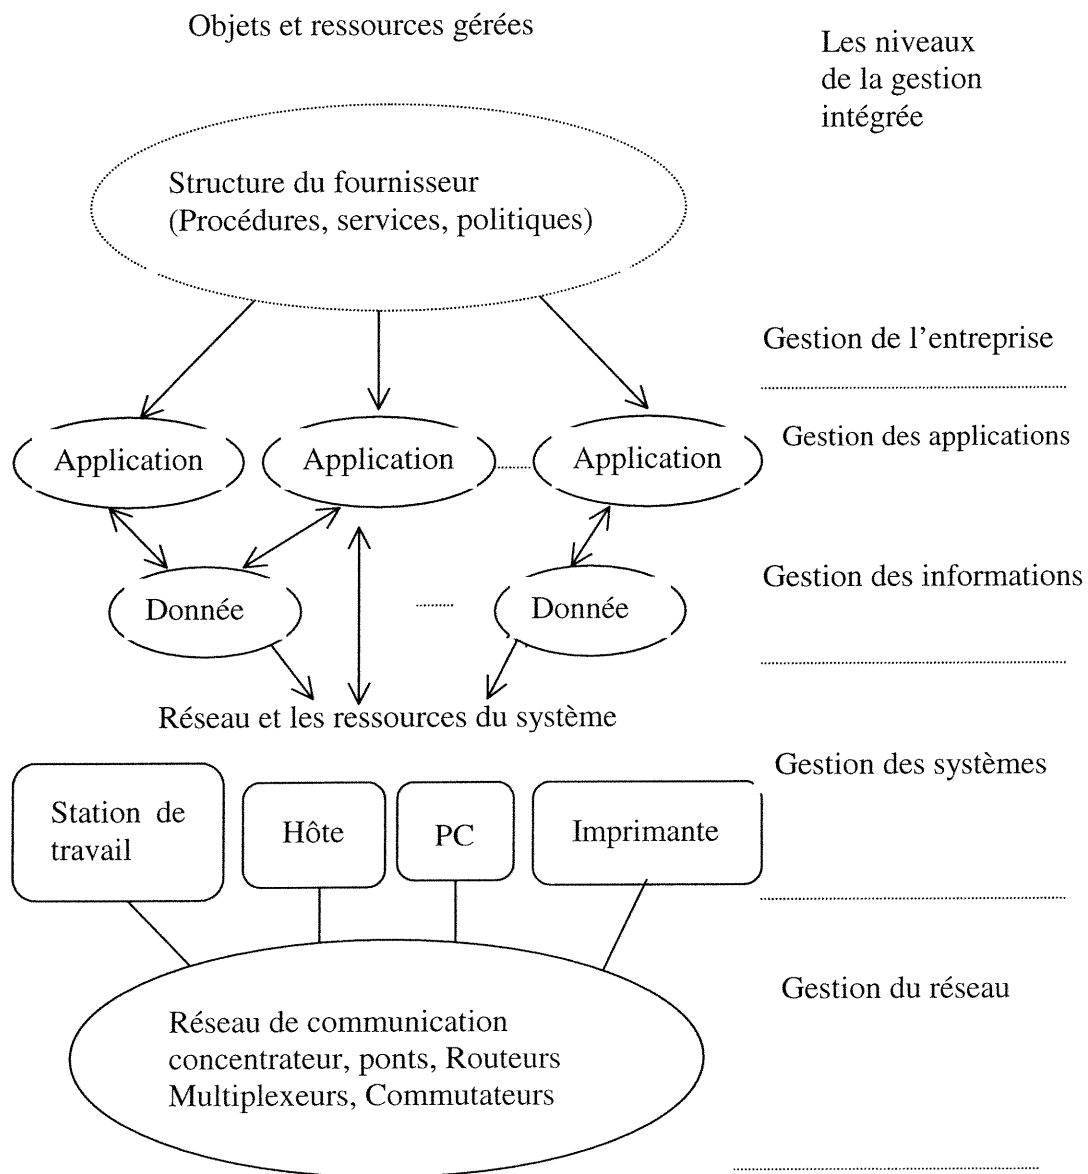 Objets et ressources gérées
Les niveaux
de la gestion
intégrée
Structure du fournisseur
(Procédures, services, politiques)
Gestion de l'entreprise
Application
Application
Application
Gestion des applications
Donnée
Donnée
Gestion des informations
Réseau et les ressources du système
Gestion des systèmes
Station de
travail
Hôte
PC
Imprimante
Gestion du réseau
Réseau de communication
concentrateur, ponts, Routeurs
Multiplexeurs, Commutateurs